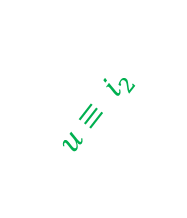 u ≡ i₂